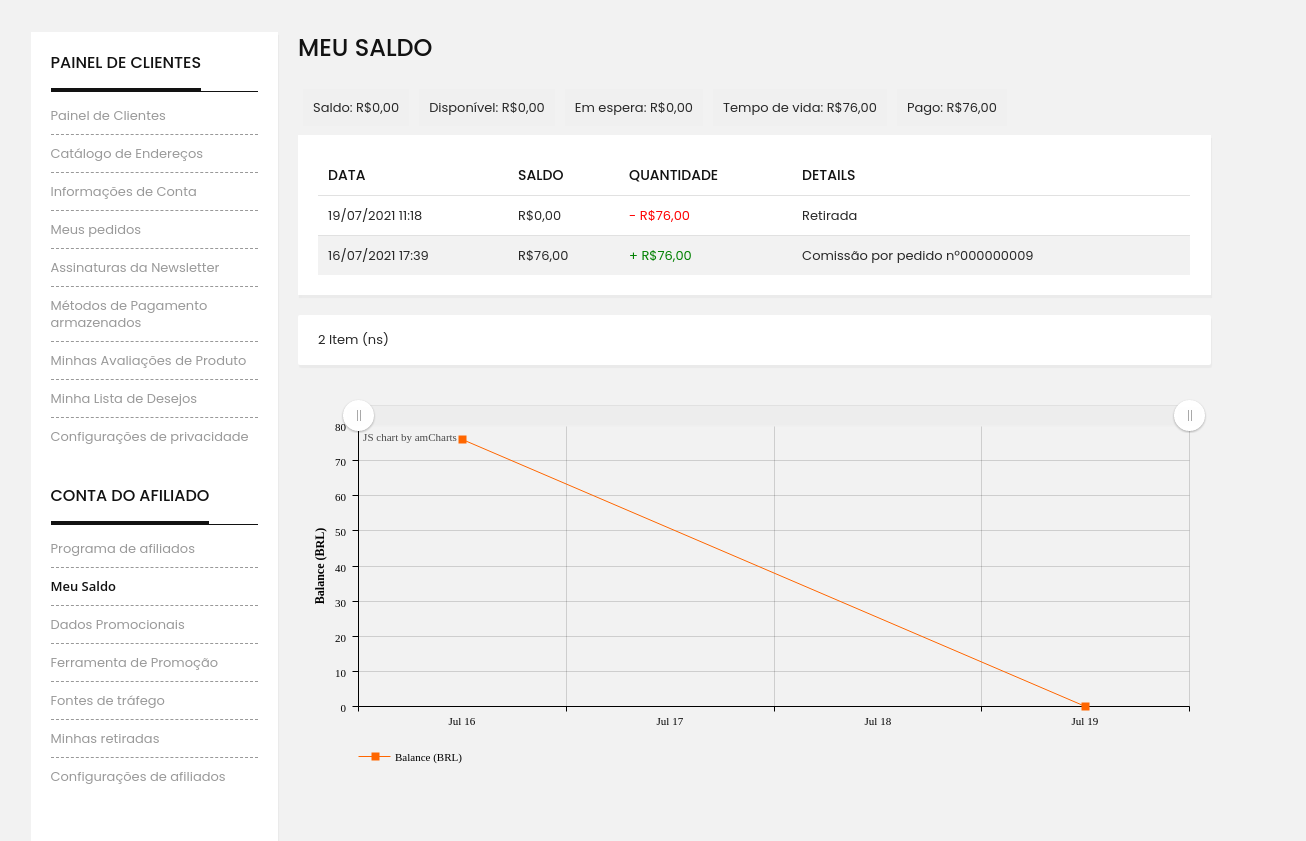 PAINEL DE CLIENTES
Painel de Clientes
Catálogo de Endereços
Informações de Conta
Meus pedidos
Assinaturas da Newsletter
Métodos de Pagamento
armazenados
Minhas Avaliações de Produto
Minha Lista de Desejos
Configurações de privacidade
CONTA DO AFILIADO
Programa de afiliados
Meu Saldo
Dados Promocionais
Ferramenta de Promoção
Fontes de tráfego
Minhas retiradas
Configurações de afiliados
MEU SALDO
Saldo: R$0,00 Disponível: R$0,00 Em espera: R$0,00 Tempo de vida: R$76,00 Pago: R$76,00
DATA SALDO QUANTIDADE DETAILS
19/07/2021 11:18 R$0,00 - R$76,00 Retirada
16/07/2021 17:39 R$76,00 + R$76,00 Comissão por pedido nº000000009
2 Item (ns)
JS chart by amCharts
80
70
60
50
40
30
20
10
0
Balance (BRL)
Jul 16 Jul 17 Jul 18 Jul 19
Balance (BRL)